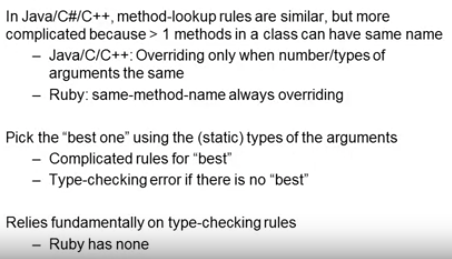 In Java/C#/C++, method-lookup rules are similar, but more
complicated because > 1 methods in a class can have same name
– Java/C/C++: Overriding only when number/types of
arguments the same
– Ruby: same-method-name always overriding
Pick the “best one” using the (static) types of the arguments
– Complicated rules for “best”
– Type-checking error if there is no “best”
Relies fundamentally on type-checking rules
– Ruby has none